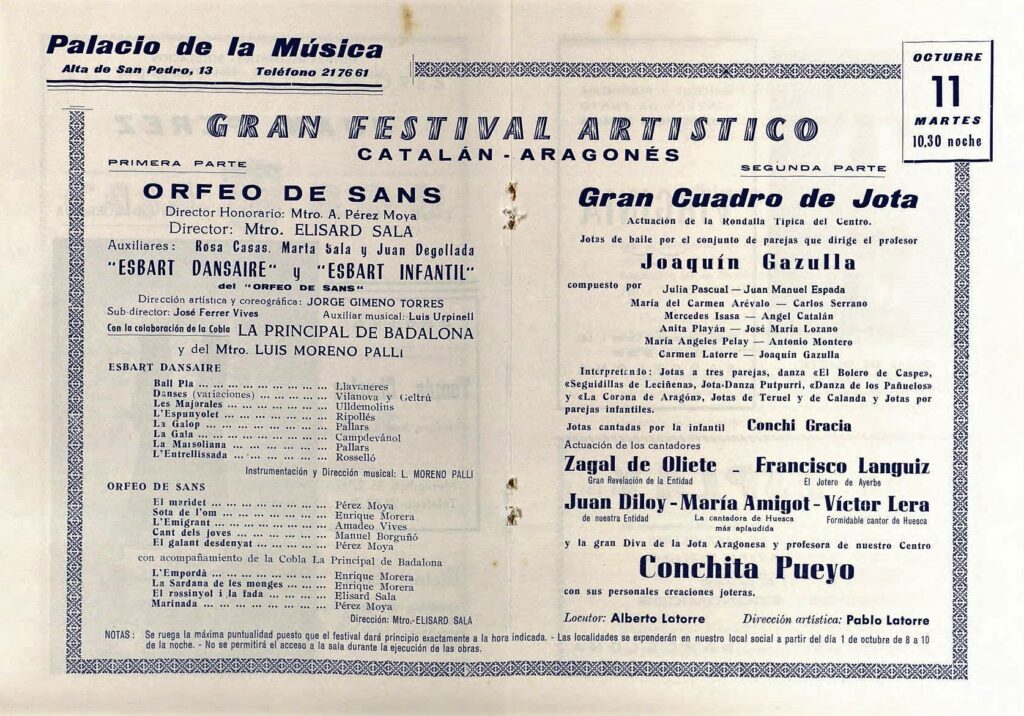 Palacio de la Música
Alta de San Pedro, 13 Teléfono 21 76 61
OCTUBRE
11
MARTES
10,30 noche
GRAN FESTIVAL ARTISTICO
CATALÁN - ARAGONÉS
PRIMERA PARTE
ORFEO DE SANS
Director Honorario: Mtro. A. Pérez Moya
Director: Mtro. ELISARD SALA
Auxiliares: Rosa Casas, Marta Sala y Juan Degollada
"ESBART DANSAIRE" y "ESBART INFANTIL"
del "ORFEO DE SANS"
Dirección artística y coreográfica: JORGE GIMENO TORRES
Sub-director: José Ferrer Vives Auxiliar musical: Luis Urpinell
Con la colaboración de la Cobla LA PRINCIPAL DE BADALONA
y del Mtro. LUIS MORENO PALLI
ESBART DANSAIRE
Ball Pla ... ... ... ... ... ... ... ... Llavaneres
Danses (variaciones) ... ... ... ... ... Vilanova y Geltrú
Les Majorales ... ... ... ... ... ... ... Ulldemolins
L'Espunyolet ... ... ... ... ... ... ... Ripollés
La Galop ... ... ... ... ... ... ... ... Pallars
La Gala ... ... ... ... ... ... ... ... Campdevánol
La Matsoliana ... ... ... ... ... ... ... Pallars
L'Entrellissada ... ... ... ... ... ... ... Rosselló
Instrumentación y Dirección musical: L. MORENO PALLI
ORFEO DE SANS
El maridet ... ... ... ... ... ... ... Pérez Moya
Sota de l'om ... ... ... ... ... ... ... Enrique Morera
L'Emigrant ... ... ... ... ... ... ... Amadeo Vives
Cant dels joves ... ... ... ... ... ... Manuel Borguñó
El galant desdenyat ... ... ... ... ... Pérez Moya
con acompañamiento de la Cobla La Principal de Badalona
L'Empordà ... ... ... ... ... ... ... Enrique Morera
La Sardana de les monges ... ... ... ... Enrique Morera
El rossinyol i la fada ... ... ... ... ... Elisard Sala
Marinada ... ... ... ... ... ... ... ... Pérez Moya
Dirección: Mtro.-ELISARD SALA
SEGUNDA PARTE
Gran Cuadro de Jota
Actuación de la Rondalla Típica del Centro.
Jotas de baile por el conjunto de parejas que dirige el profesor
Joaquín Gazulla
compuesto por Julia Pascual — Juan Manuel Espada
María del Carmen Arévalo — Carlos Serrano
Mercedes Isasa — Angel Catalán
Anita Playán — José María Lozano
María Angeles Pelay — Antonio Montero
Carmen Latorre — Joaquín Gazulla
Interpretando: Jotas a tres parejas, danza «El Bolero de Caspe»,
«Seguidillas de Leciñena», Jota-Danza Putpurri, «Danza de los Pañuelos»
y «La Corona de Aragón», Jotas de Teruel y de Calanda y Jotas por
parejas infantiles.
Jotas cantadas por la infantil Conchi Gracia
Actuación de los cantadores
Zagal de Oliete - Francisco Languiz
Gran Revelación de la Entidad El Jotero de Ayerbe
Juan Diloy - María Amigot - Víctor Lera
de nuestra Entidad La cantadora de Huesca más aplaudida Formidable cantor de Huesca
y la gran Diva de la Jota Aragonesa y profesora de nuestro Centro
Conchita Pueyo
con sus personales creaciones joteras.
Locutor: Alberto Latorre Dirección artística: Pablo Latorre
NOTAS: Se ruega la máxima puntualidad puesto que el festival dará principio exactamente a la hora indicada. - Las localidades se expenderán en nuestro local social a partir del día 1 de octubre de 8 a 10
de la noche. - No se permitirá el acceso a la sala durante la ejecución de las obras.